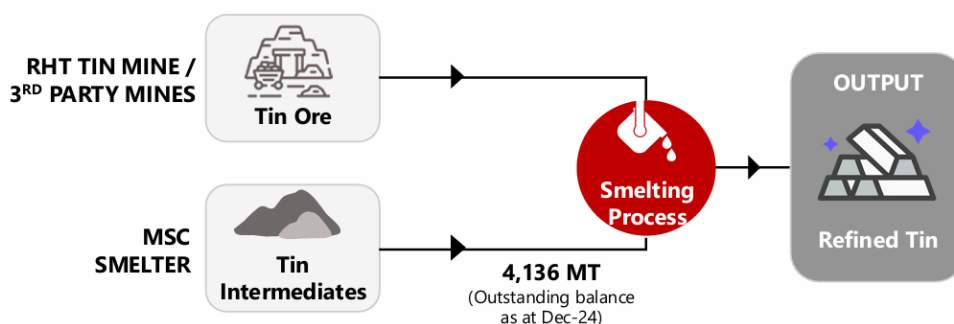 RHT TIN MINE /
3RD PARTY MINES
Tin Ore
MSC
SMELTER
Tin
Intermediates
4,136 MT
(Outstanding balance
as at Dec-24)
Smelting
Process
OUTPUT
Refined Tin